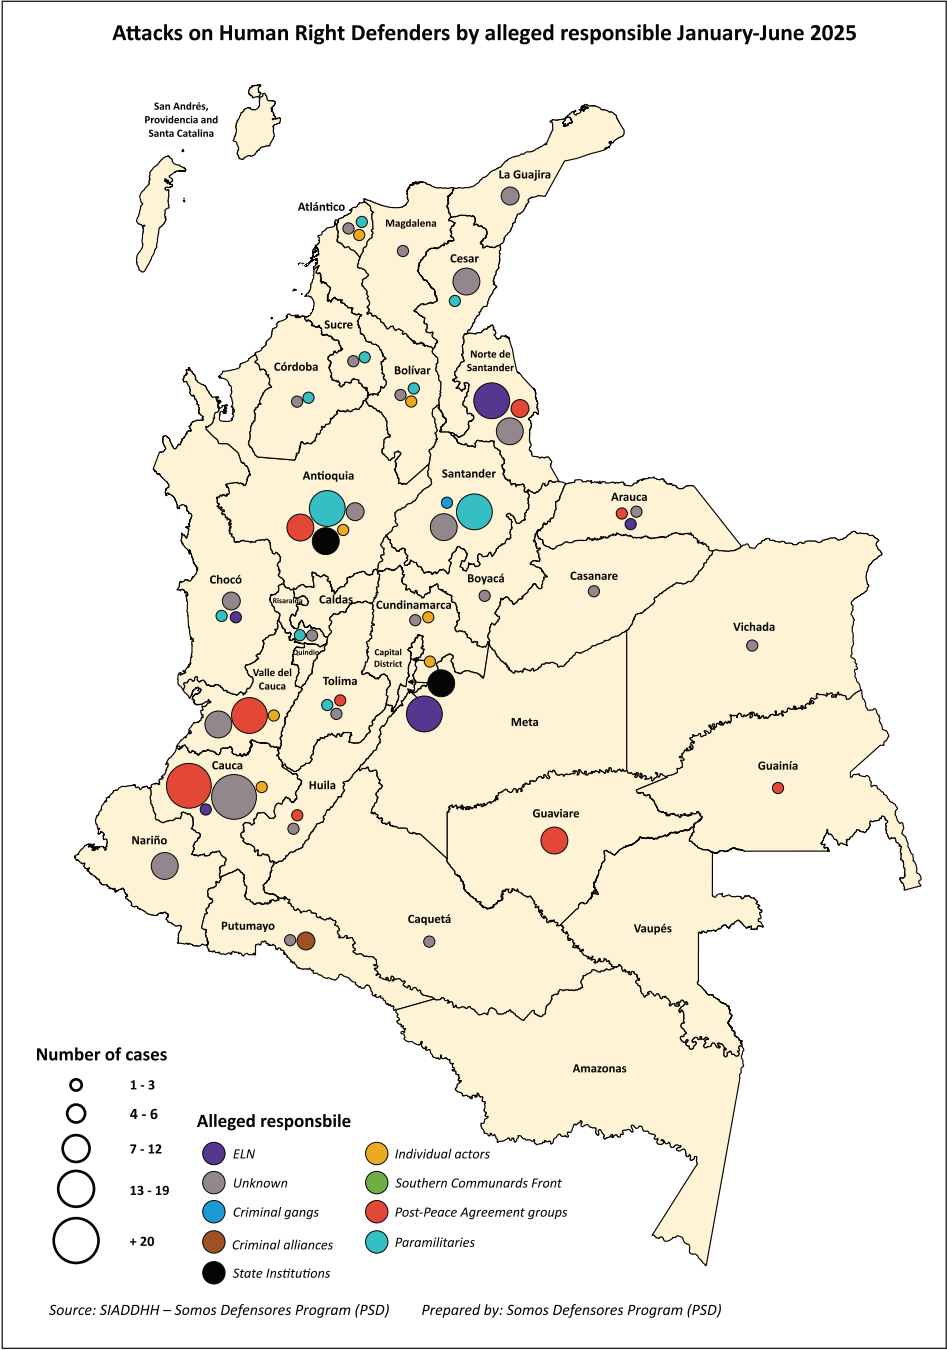 Attacks on Human Right Defenders by alleged responsible January-June 2025
San Andrés,
Providencia and
Santa Catalina
La Guajira
Atlántico
Magdalena
Cesar
Sucre
Norte de
Santander
Córdoba
Bolívar
Antioquia
Santander
Arauca
Chocó
Boyacá
Casanare
Risaralda
Caldas
Cundinamarca
Vichada
Quindío
Capital
District
Valle del
Cauca
Tolima
Meta
Cauca
Guainía
Huila
Guaviare
Nariño
Caquetá
Putumayo
Vaupés
Amazonas
Number of cases
1 - 3
4 - 6
7 - 12
13 - 19
+ 20
Alleged responsbile
ELN
Individual actors
Unknown
Southern Communards Front
Criminal gangs
Post-Peace Agreement groups
Criminal alliances
Paramilitaries
State Institutions
Source: SIADDHH – Somos Defensores Program (PSD)
Prepared by: Somos Defensores Program (PSD)